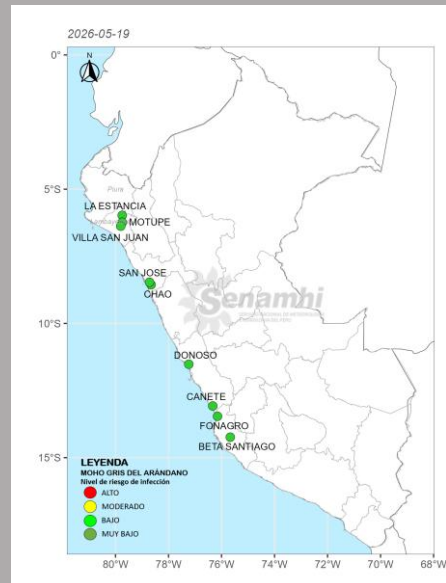 2026-05-19
N
0°
Piura
LA ESTANCIA
5°S
MOTUPE
VILLA SAN JUAN
SAN JOSE
CHAO
Senamhi
10°S
DONOSO
CANETE
FONAGRO
BETA SANTIAGO
15°S
LEYENDA
MOHO GRIS DEL ARÁNDANO
Nivel de riesgo de infección
ALTO
MODERADO
BAJO
MUY BAJO
80°W 78°W 76°W 74°W 72°W 70°W 68°W